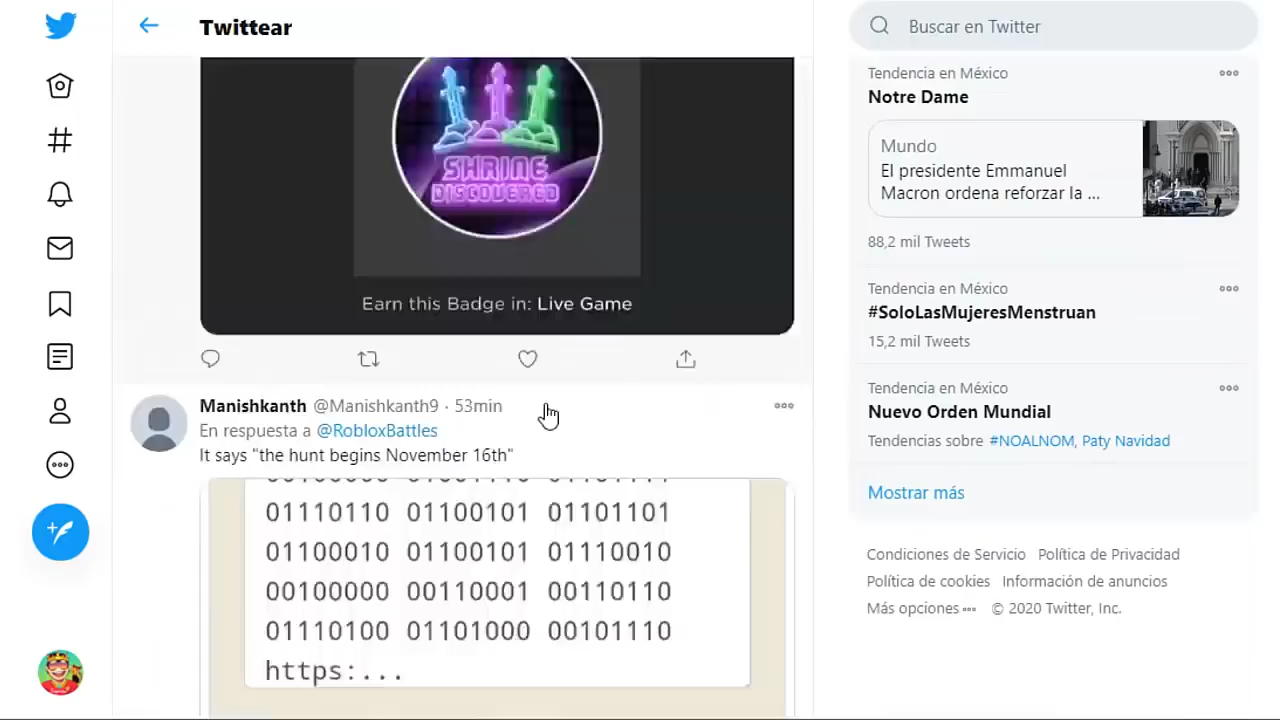 Twittear
SHRINE
DISCOVERED
Earn this Badge in: Live Game
Manishkanth @Manishkanth9 · 53min
En respuesta a @RobloxBattles
It says "the hunt begins November 16th"
01110110 01100101 01101101
01100010 01100101 01110010
00100000 00110001 00110110
01110100 01101000 00101110
https:...
Buscar en Twitter
Tendencia en México
Notre Dame
Mundo
El presidente Emmanuel
Macron ordena reforzar la ...
88,2 mil Tweets
Tendencia en México
#SoloLasMujeresMenstruan
15,2 mil Tweets
Tendencia en México
Nuevo Orden Mundial
Tendencias sobre #NOALNOM, Paty Navidad
Mostrar más
Condiciones de Servicio Política de Privacidad
Política de cookies Información de anuncios
Más opciones ••• © 2020 Twitter, Inc.